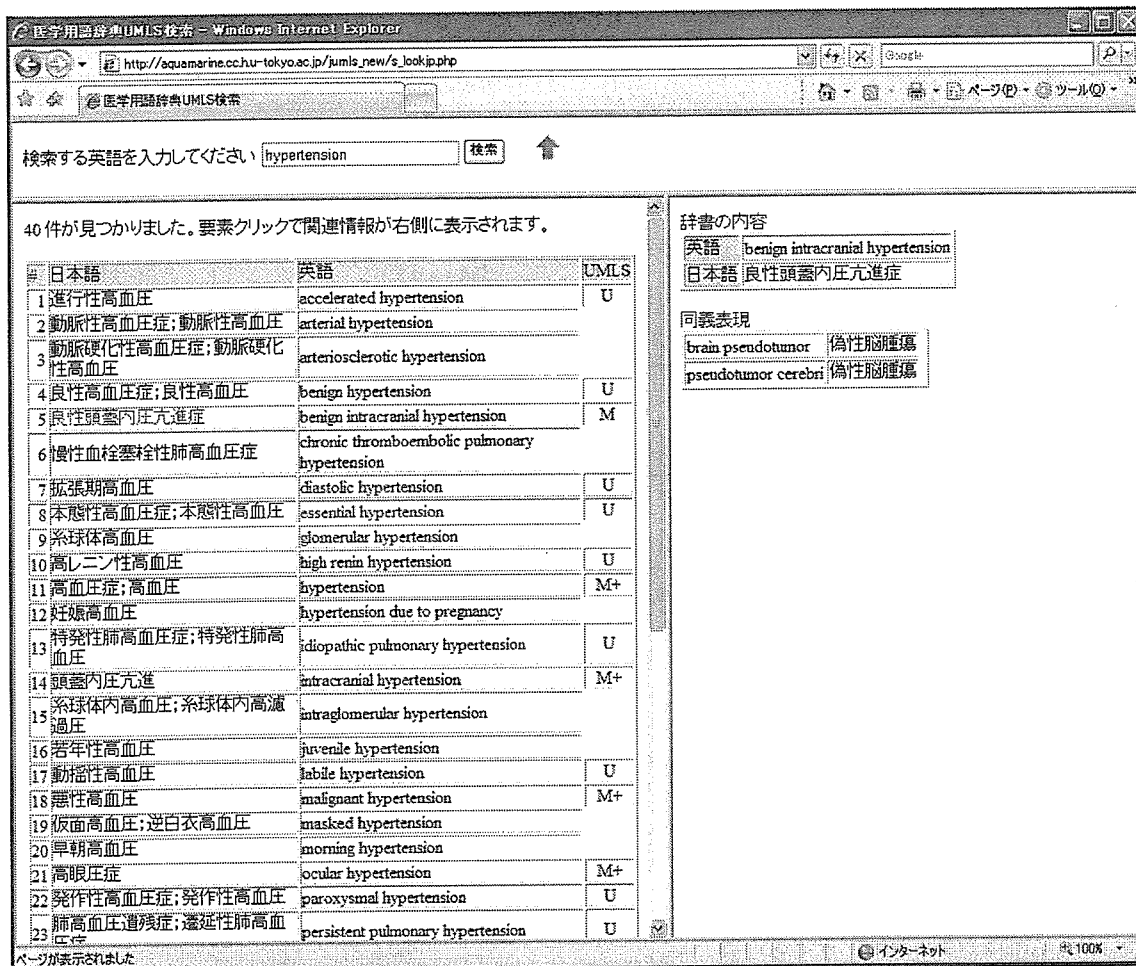 医学用語辞典UMLS検索 - Windows Internet Explorer
http://aquamarine.cc.h.u-tokyo.ac.jp/jumls_new/s_lookjp.php
Google
医学用語辞典UMLS検索
ページ(P)
ツール(O)
検索する英語を入力してください hypertension 検索
40 件が見つかりました。要素クリックで関連情報が右側に表示されます。
# 日本語 英語 UMLS
1 進行性高血圧 accelerated hypertension U
2 動脈性高血圧症;動脈性高血圧 arterial hypertension
3 動脈硬化性高血圧症;動脈硬化性高血圧 arteriosclerotic hypertension
4 良性高血圧症;良性高血圧 benign hypertension U
5 良性頭蓋内圧亢進症 benign intracranial hypertension M
6 慢性血栓塞栓性肺高血圧症 chronic thromboembolic pulmonary hypertension
7 拡張期高血圧 diastolic hypertension U
8 本態性高血圧症;本態性高血圧 essential hypertension U
9 糸球体高血圧 glomerular hypertension
10 高レニン性高血圧 high renin hypertension U
11 高血圧症;高血圧 hypertension M+
12 妊娠高血圧 hypertension due to pregnancy
13 特発性肺高血圧症;特発性肺高血圧 idiopathic pulmonary hypertension U
14 頭蓋内圧亢進 intracranial hypertension M+
15 糸球体内高血圧;糸球体内高濾過圧 intraglomerular hypertension
16 若年性高血圧 juvenile hypertension
17 動揺性高血圧 labile hypertension U
18 悪性高血圧 malignant hypertension M+
19 仮面高血圧;逆白衣高血圧 masked hypertension
20 早朝高血圧 morning hypertension
21 高眼圧症 ocular hypertension M+
22 発作性高血圧症;発作性高血圧 paroxysmal hypertension U
23 肺高血圧遺残症;遷延性肺高血圧症 persistent pulmonary hypertension U
辞書の内容
英語 benign intracranial hypertension
日本語 良性頭蓋内圧亢進症
同義表現
brain pseudotumor 偽性脳腫瘍
pseudotumor cerebri 偽性脳腫瘍
ページが表示されました
インターネット
100%